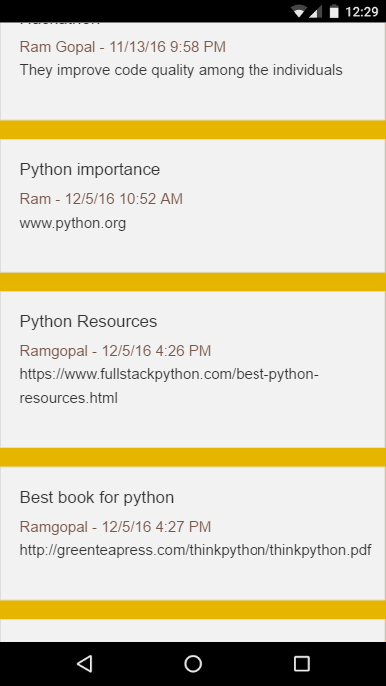 12:29
Hackathon
Ram Gopal - 11/13/16 9:58 PM
They improve code quality among the individuals
Python importance
Ram - 12/5/16 10:52 AM
www.python.org
Python Resources
Ramgopal - 12/5/16 4:26 PM
https://www.fullstackpython.com/best-python-
resources.html
Best book for python
Ramgopal - 12/5/16 4:27 PM
http://greenteapress.com/thinkpython/thinkpython.pdf